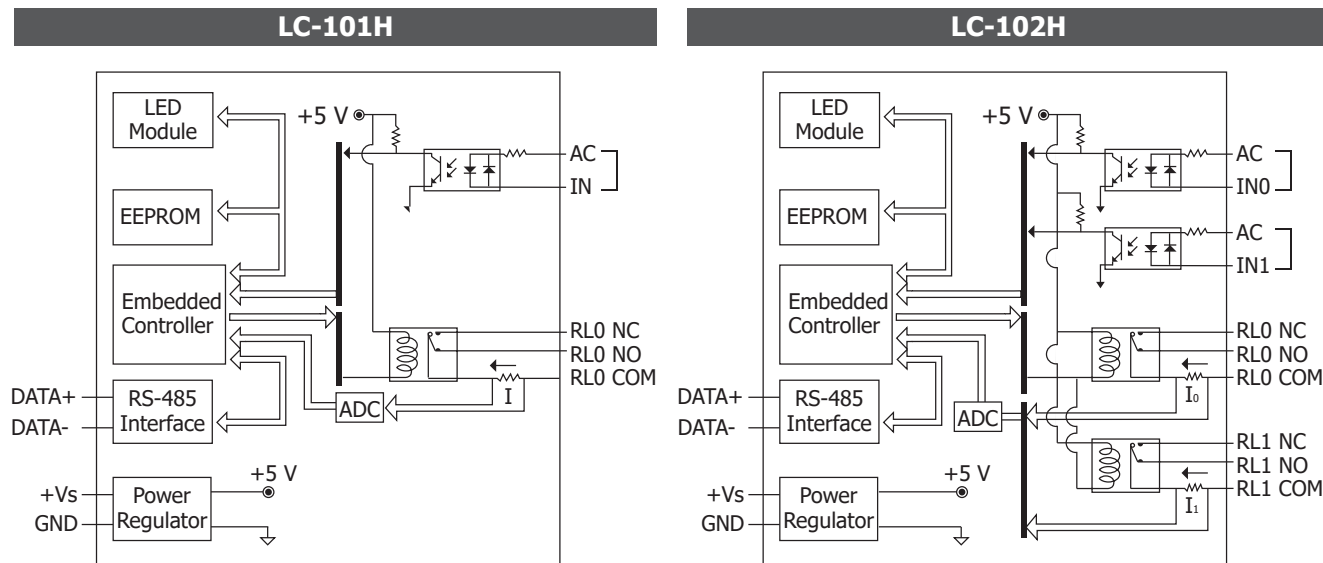 LC-101H
LED
Module
EEPROM
Embedded
Controller
RS-485
Interface
Power
Regulator
DATA+
DATA-
+Vs
GND
+5 V
+5 V
ADC
I
AC
IN
RL0 NC
RL0 NO
RL0 COM
LC-102H
LED
Module
EEPROM
Embedded
Controller
RS-485
Interface
Power
Regulator
DATA+
DATA-
+Vs
GND
+5 V
+5 V
ADC
I0
I1
AC
IN0
AC
IN1
RL0 NC
RL0 NO
RL0 COM
RL1 NC
RL1 NO
RL1 COM